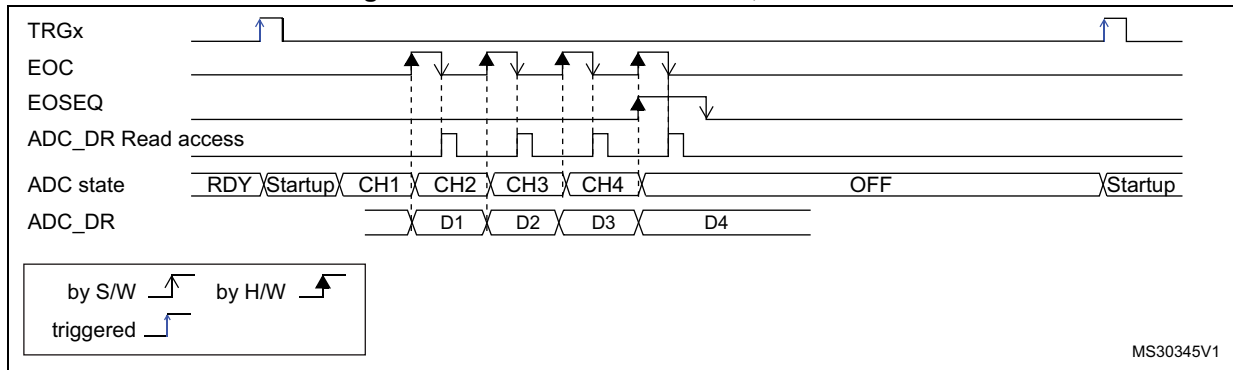 TRGx
EOC
EOSEQ
ADC_DR Read access
ADC state RDY Startup CH1 CH2 CH3 CH4 OFF Startup
ADC_DR D1 D2 D3 D4
by S/W by H/W
triggered
MS30345V1